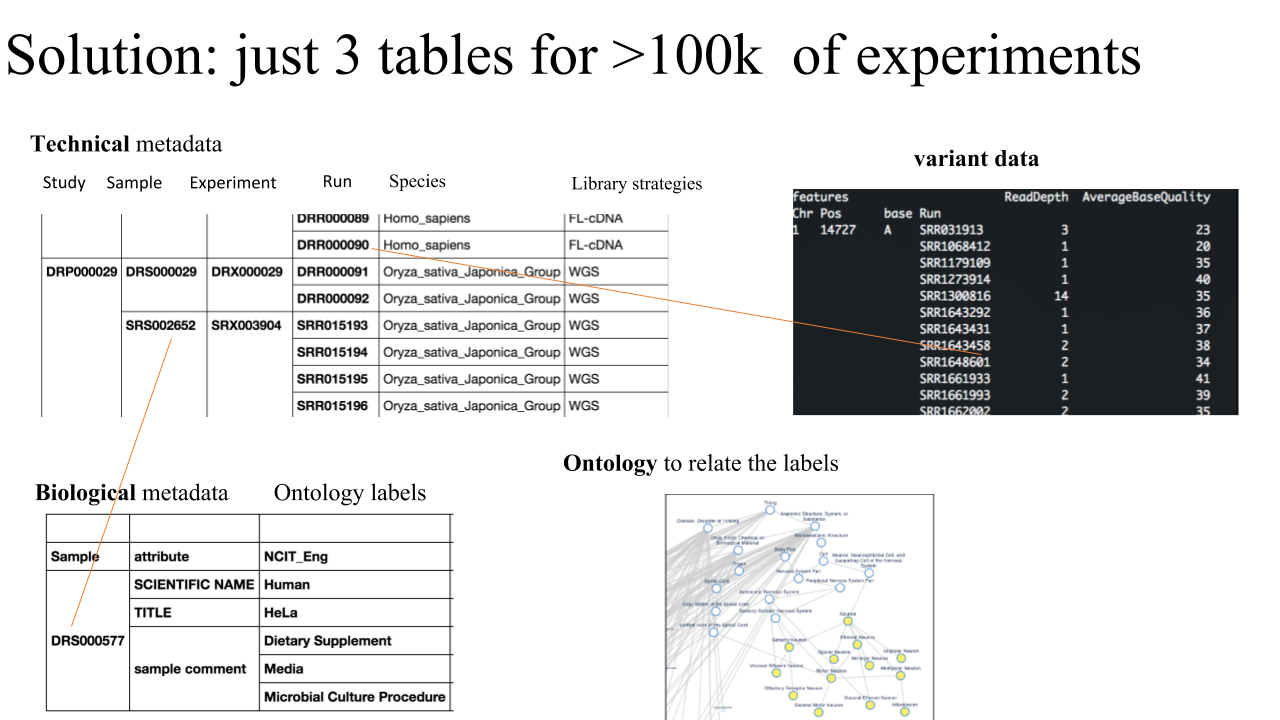 Solution: just 3 tables for >100k of experiments
Technical metadata
Study Sample Experiment Run Species Library strategies
DRR000089 Homo_sapiens FL-cDNA
DRR000090 Homo_sapiens FL-cDNA
DRP000029 DRS000029 DRX000029 DRR000091 Oryza_sativa_Japonica_Group WGS
DRR000092 Oryza_sativa_Japonica_Group WGS
SRS002652 SRX003904 SRR015193 Oryza_sativa_Japonica_Group WGS
SRR015194 Oryza_sativa_Japonica_Group WGS
SRR015195 Oryza_sativa_Japonica_Group WGS
SRR015196 Oryza_sativa_Japonica_Group WGS
variant data
features ReadDepth AverageBaseQuality
Chr Pos base Run
1 14727 A SRR031913 3 23
SRR1068412 1 20
SRR1179109 1 35
SRR1273914 1 40
SRR1300816 14 35
SRR1643292 1 36
SRR1643431 1 37
SRR1643458 2 38
SRR1648601 2 34
SRR1661933 1 41
SRR1661993 2 39
SRR1662002 2 35
Biological metadata Ontology labels
Sample attribute NCIT_Eng
SCIENTIFIC NAME Human
TITLE HeLa
DRS000577
sample comment
Dietary Supplement
Media
Microbial Culture Procedure
Ontology to relate the labels
Thing
Anatomic Structure, System, or
Substance
Disease, Disorder or Finding
Microanatomic Structure
Drug, Food, Chemical or
Biomedical Material
Body Part
Cell
Neuron, Neuroepithelial Cell, and
Supporting Cell of the Nervous
System
Organ
Nervous System Part
Peripheral Nervous System Part
Spinal Cord
Autonomic Nervous System
Gray Matter of the Spinal Cord
Sensory-Somatic Nervous System
Ventral Horn of the Spinal Cord
Neuron
Sensory Neuron
Efferent Neuron
Bipolar Neuron
Unipolar Neuron
Visceral Afferent Neuron
Motor Neuron
Multipolar Neuron
Olfactory Receptor Neuron
Visceral Efferent Neuron
Gamma Motor Neuron
Interneuron